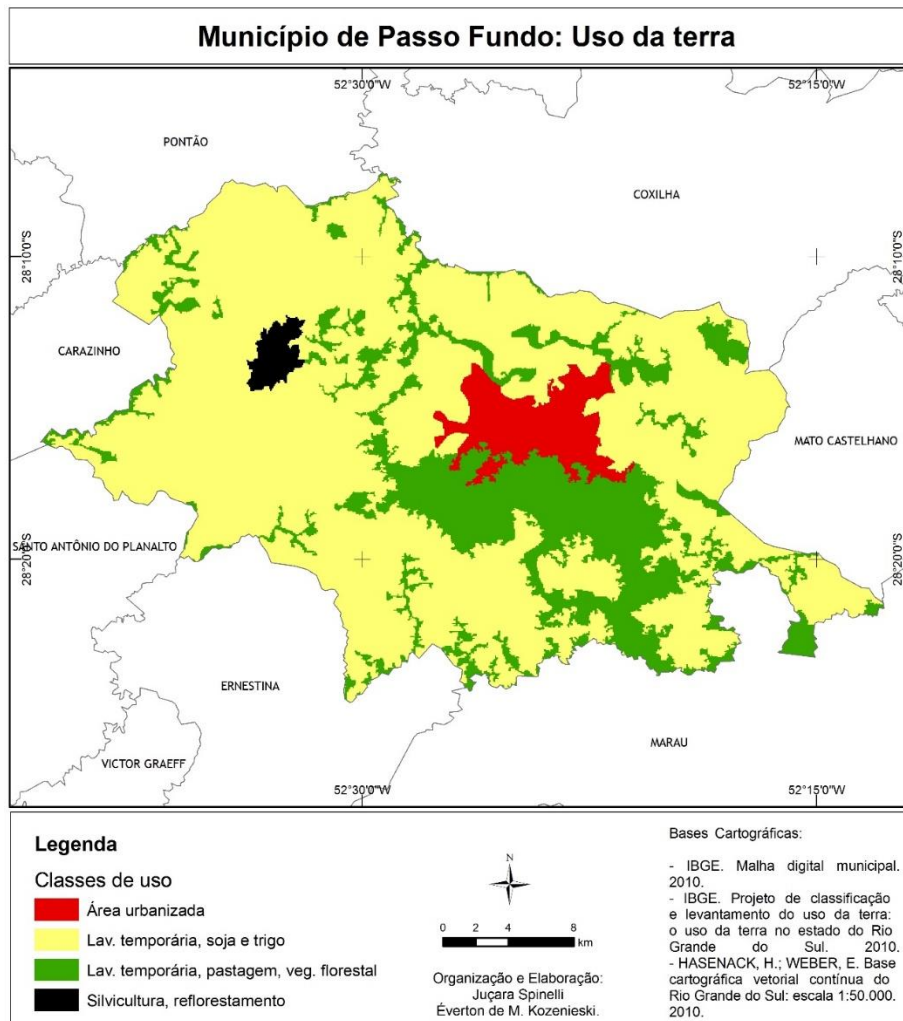 Município de Passo Fundo: Uso da terra
52°30'0"W
52°15'0"W
PONTÃO
COXILHA
28°10'0"S
28°10'0"S
CARAZINHO
MATO CASTELHANO
SANTO ANTÔNIO DO PLANALTO
28°20'0"S
28°20'0"S
ERNESTINA
MARAU
VICTOR GRAEFF
52°30'0"W
52°15'0"W
Legenda
Classes de uso
Área urbanizada
Lav. temporária, soja e trigo
Lav. temporária, pastagem, veg. florestal
Silvicultura, reflorestamento
N
0 2 4 8
km
Organização e Elaboração:
Juçara Spinelli
Éverton de M. Kozenieski.
Bases Cartográficas:
- IBGE. Malha digital municipal.
2010.
- IBGE. Projeto de classificação
e levantamento do uso da terra:
o uso da terra no estado do Rio
Grande do Sul. 2010.
- HASENACK, H.; WEBER, E. Base
cartográfica vetorial contínua do
Rio Grande do Sul: escala 1:50.000.
2010.